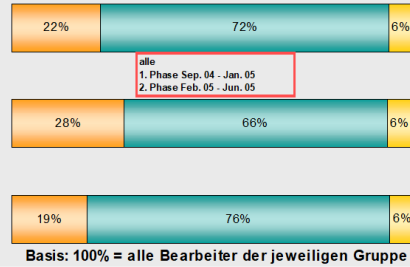 22% 72% 6%
alle
1. Phase Sep. 04 - Jan. 05
2. Phase Feb. 05 - Jun. 05
28% 66% 6%
19% 76% 6%
Basis: 100% = alle Bearbeiter der jeweiligen Gruppe